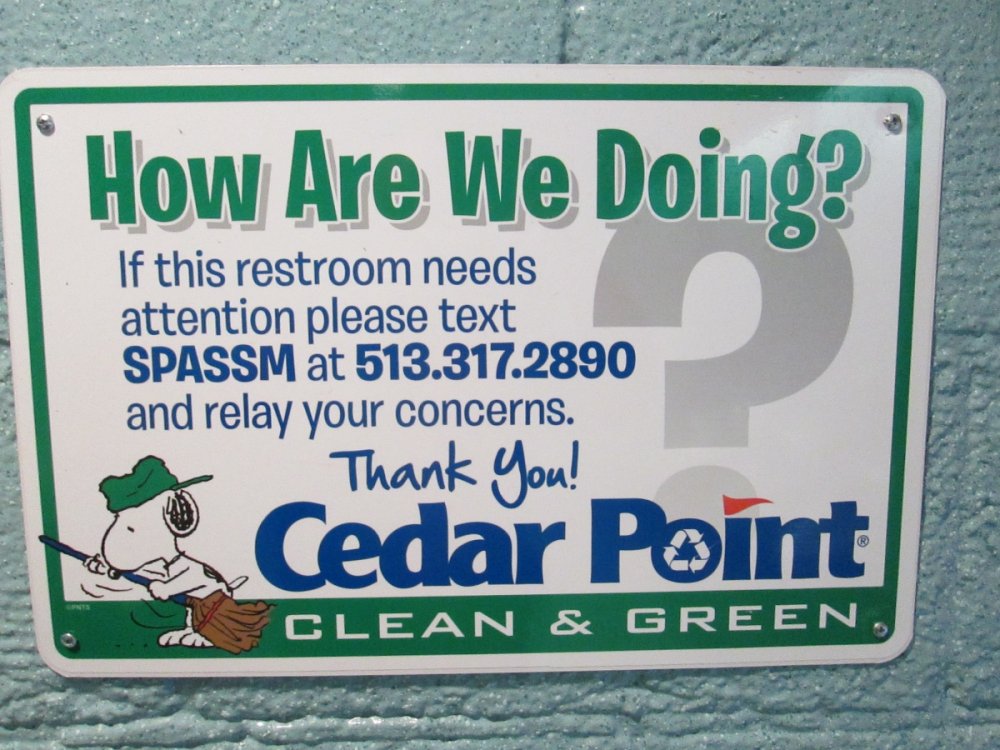 How Are We Doing?
If this restroom needs
attention please text
SPASSM at 513.317.2890
and relay your concerns.
Thank You!
Cedar Point®
©PNTS
CLEAN & GREEN